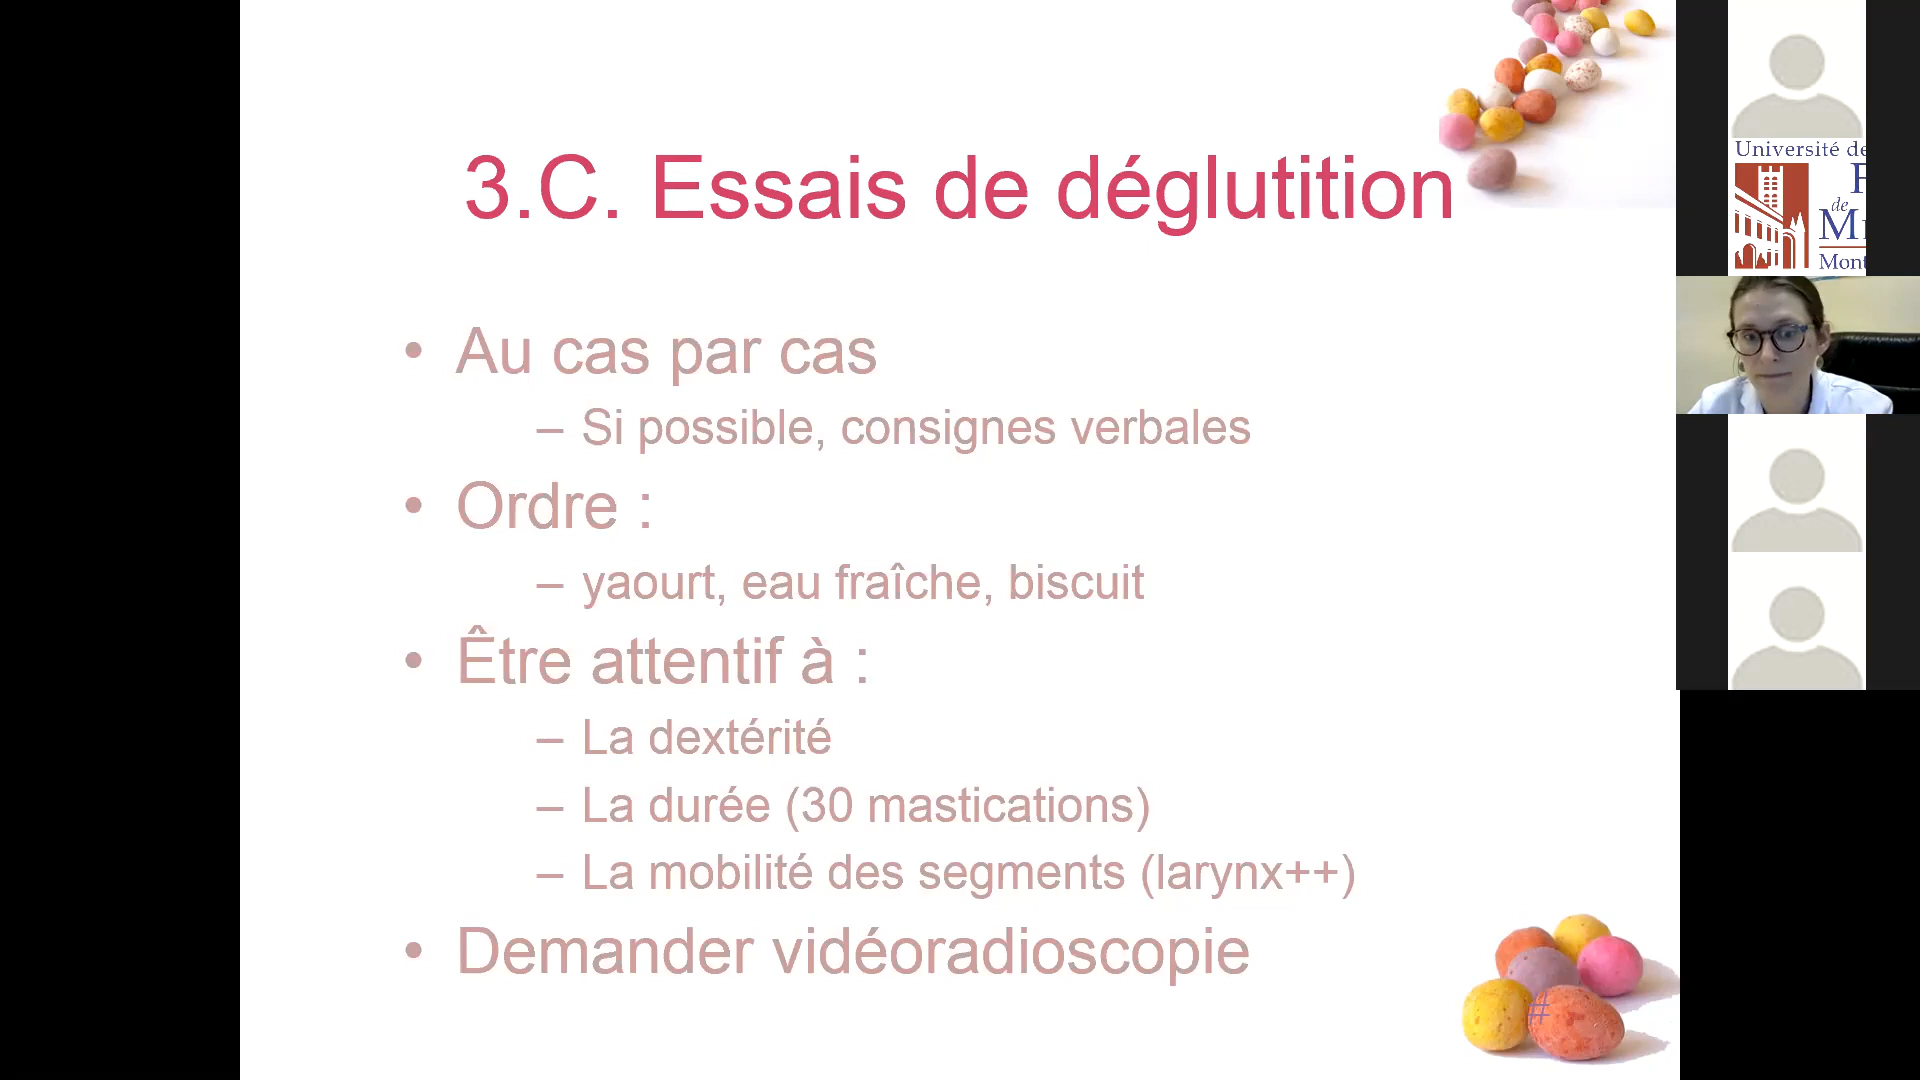 3.C. Essais de déglutition
• Au cas par cas
– Si possible, consignes verbales
• Ordre :
– yaourt, eau fraîche, biscuit
• Être attentif à :
– La dextérité
– La durée (30 mastications)
– La mobilité des segments (larynx++)
• Demander vidéoradioscopie
#
Université de
F
de
M
Mont